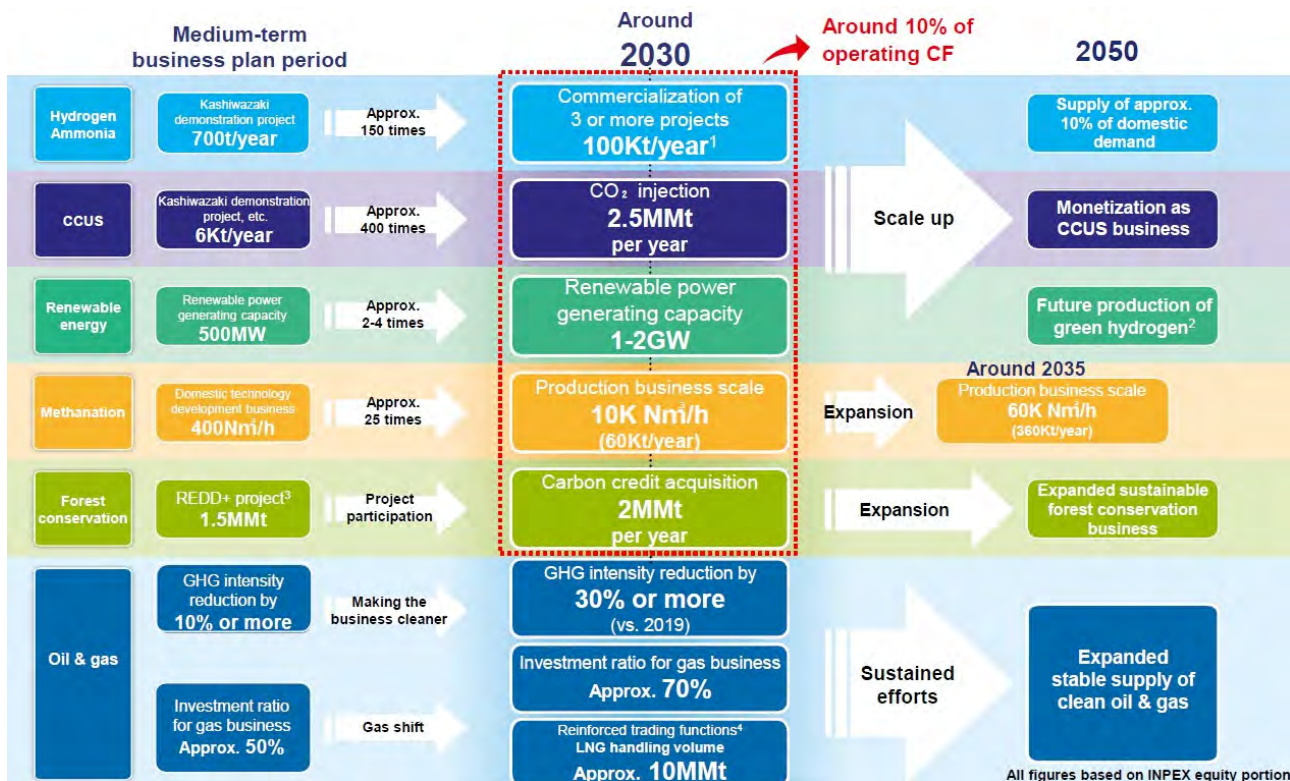 Medium-term
business plan period
Around
2030
Around 10% of
operating CF
2050
Hydrogen
Ammonia
Kashiwazaki
demonstration project
700t/year
Approx.
150 times
Commercialization of
3 or more projects
100Kt/year¹
Supply of approx.
10% of domestic
demand
CCUS
Kashiwazaki demonstration
project, etc.
6Kt/year
Approx.
400 times
CO₂ injection
2.5MMt
per year
Scale up
Monetization as
CCUS business
Renewable
energy
Renewable power
generating capacity
500MW
Approx.
2-4 times
Renewable power
generating capacity
1-2GW
Future production of
green hydrogen²
Methanation
Domestic technology
development business
400Nm³/h
Approx.
25 times
Production business scale
10K Nm³/h
(60Kt/year)
Expansion
Around 2035
Production business scale
60K Nm³/h
(360Kt/year)
Forest
conservation
REDD+ project³
1.5MMt
Project
participation
Carbon credit acquisition
2MMt
per year
Expansion
Expanded sustainable
forest conservation
business
Oil & gas
GHG intensity
reduction by
10% or more
Making the
business cleaner
GHG intensity reduction by
30% or more
(vs. 2019)
Investment ratio
for gas business
Approx. 50%
Gas shift
Investment ratio for gas business
Approx. 70%
Reinforced trading functions⁴
LNG handling volume
Approx. 10MMt
Sustained
efforts
Expanded
stable supply of
clean oil & gas
All figures based on INPEX equity portion